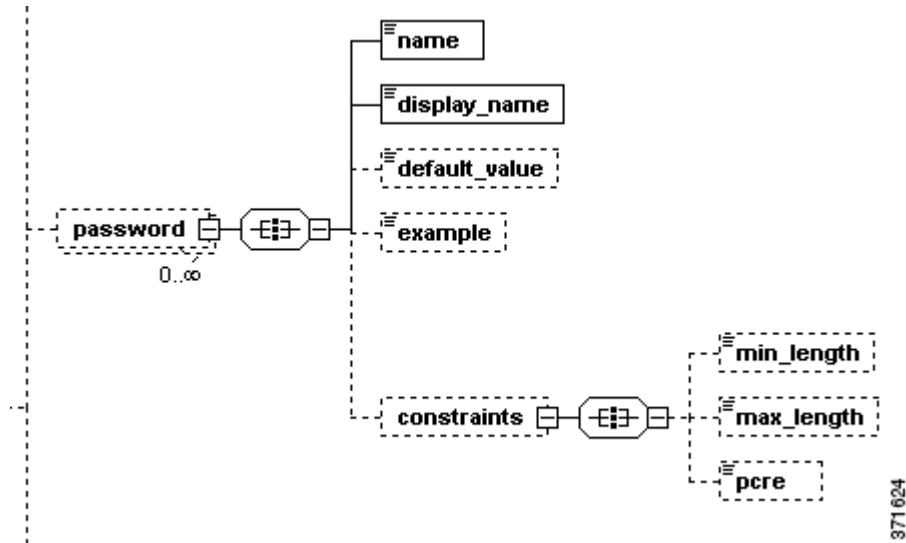 name
display_name
default_value
password
example
0..∞
constraints
min_length
max_length
pcre
371624